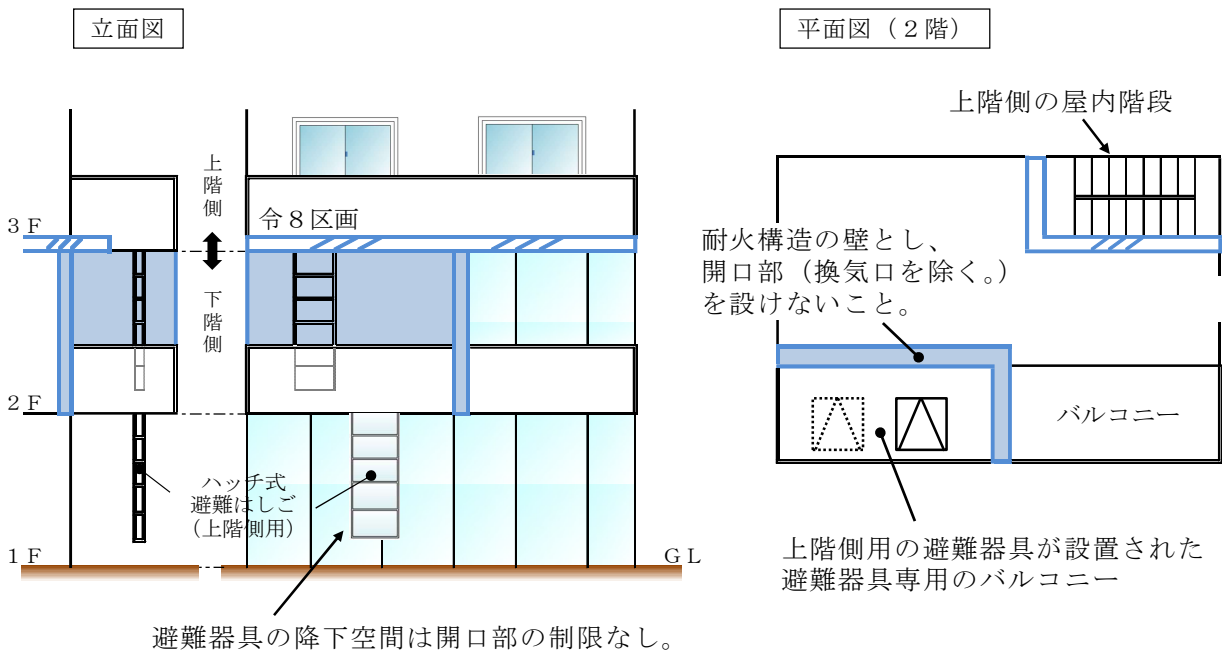 立面図
平面図（２階）
上階側の屋内階段
上階側
３Ｆ
令８区画
耐火構造の壁とし、
開口部（換気口を除く。）
を設けないこと。
下階側
２Ｆ
バルコニー
ハッチ式
避難はしご
（上階側用）
１Ｆ
ＧＬ
上階側用の避難器具が設置された
避難器具専用のバルコニー
避難器具の降下空間は開口部の制限なし。